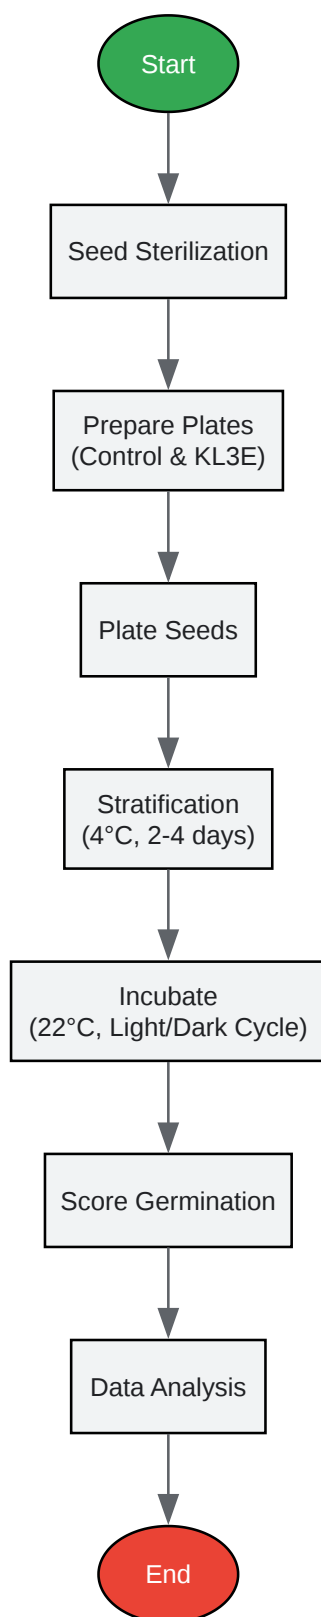 Start
Seed Sterilization
Prepare Plates
(Control & KL3E)
Plate Seeds
Stratification
(4°C, 2-4 days)
Incubate
(22°C, Light/Dark Cycle)
Score Germination
Data Analysis
End